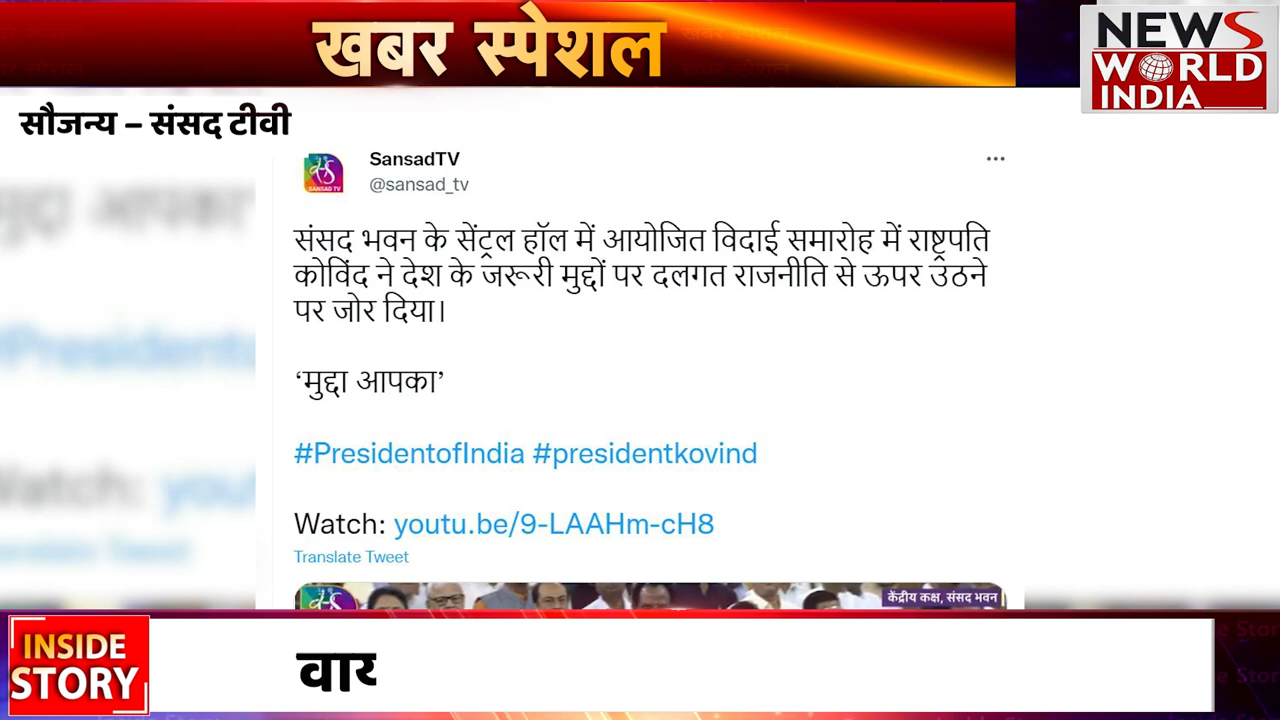 खबर स्पेशल
NEWS
WORLD
INDIA
सौजन्य – संसद टीवी
SansadTV
@sansad_tv
संसद भवन के सेंट्रल हॉल में आयोजित विदाई समारोह में राष्ट्रपति
कोविंद ने देश के जरूरी मुद्दों पर दलगत राजनीति से ऊपर उठने
पर जोर दिया।
‘मुद्दा आपका’
#PresidentofIndia #presidentkovind
Watch: youtu.be/9-LAAHm-cH8
Translate Tweet
केंद्रीय कक्ष, संसद भवन
INSIDE
STORY